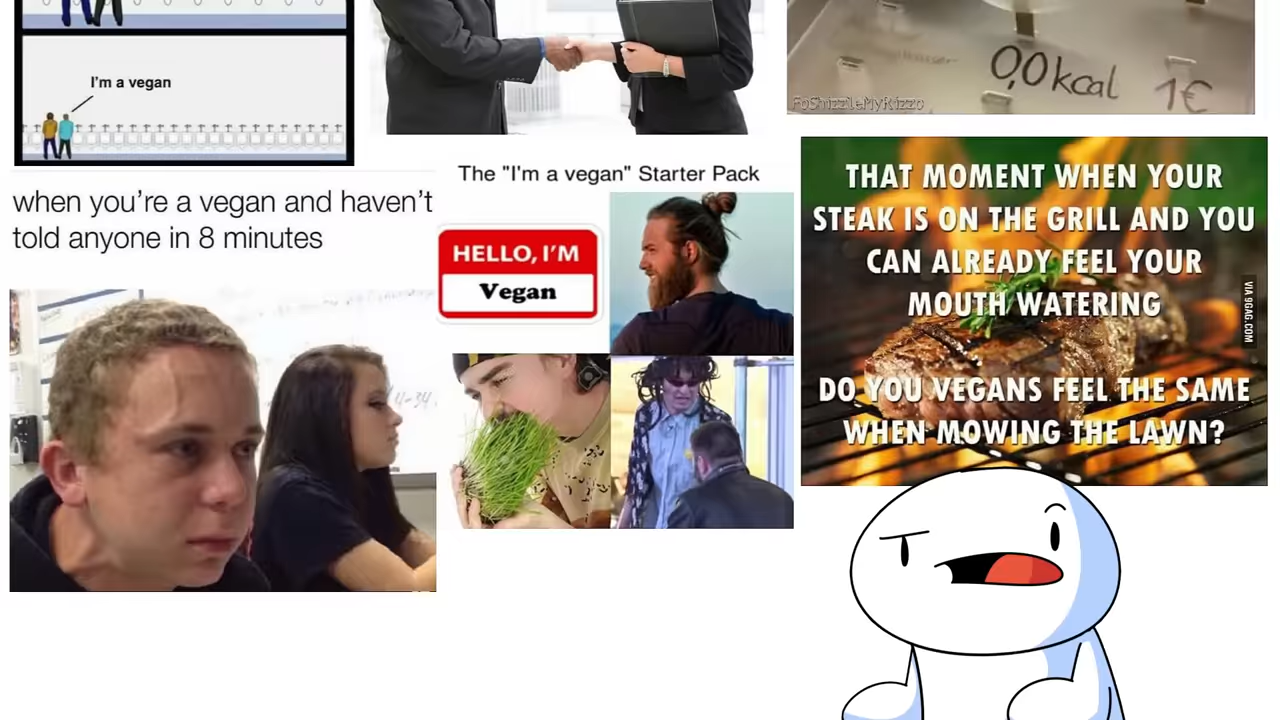 I'm a vegan
0,0 kcal 1€
FoShizzleMyRizzo
when you're a vegan and haven't
told anyone in 8 minutes
The "I'm a vegan" Starter Pack
HELLO, I'M
Vegan
THAT MOMENT WHEN YOUR
STEAK IS ON THE GRILL AND YOU
CAN ALREADY FEEL YOUR
MOUTH WATERING
DO YOU VEGANS FEEL THE SAME
WHEN MOWING THE LAWN?
VIA 9GAG.COM